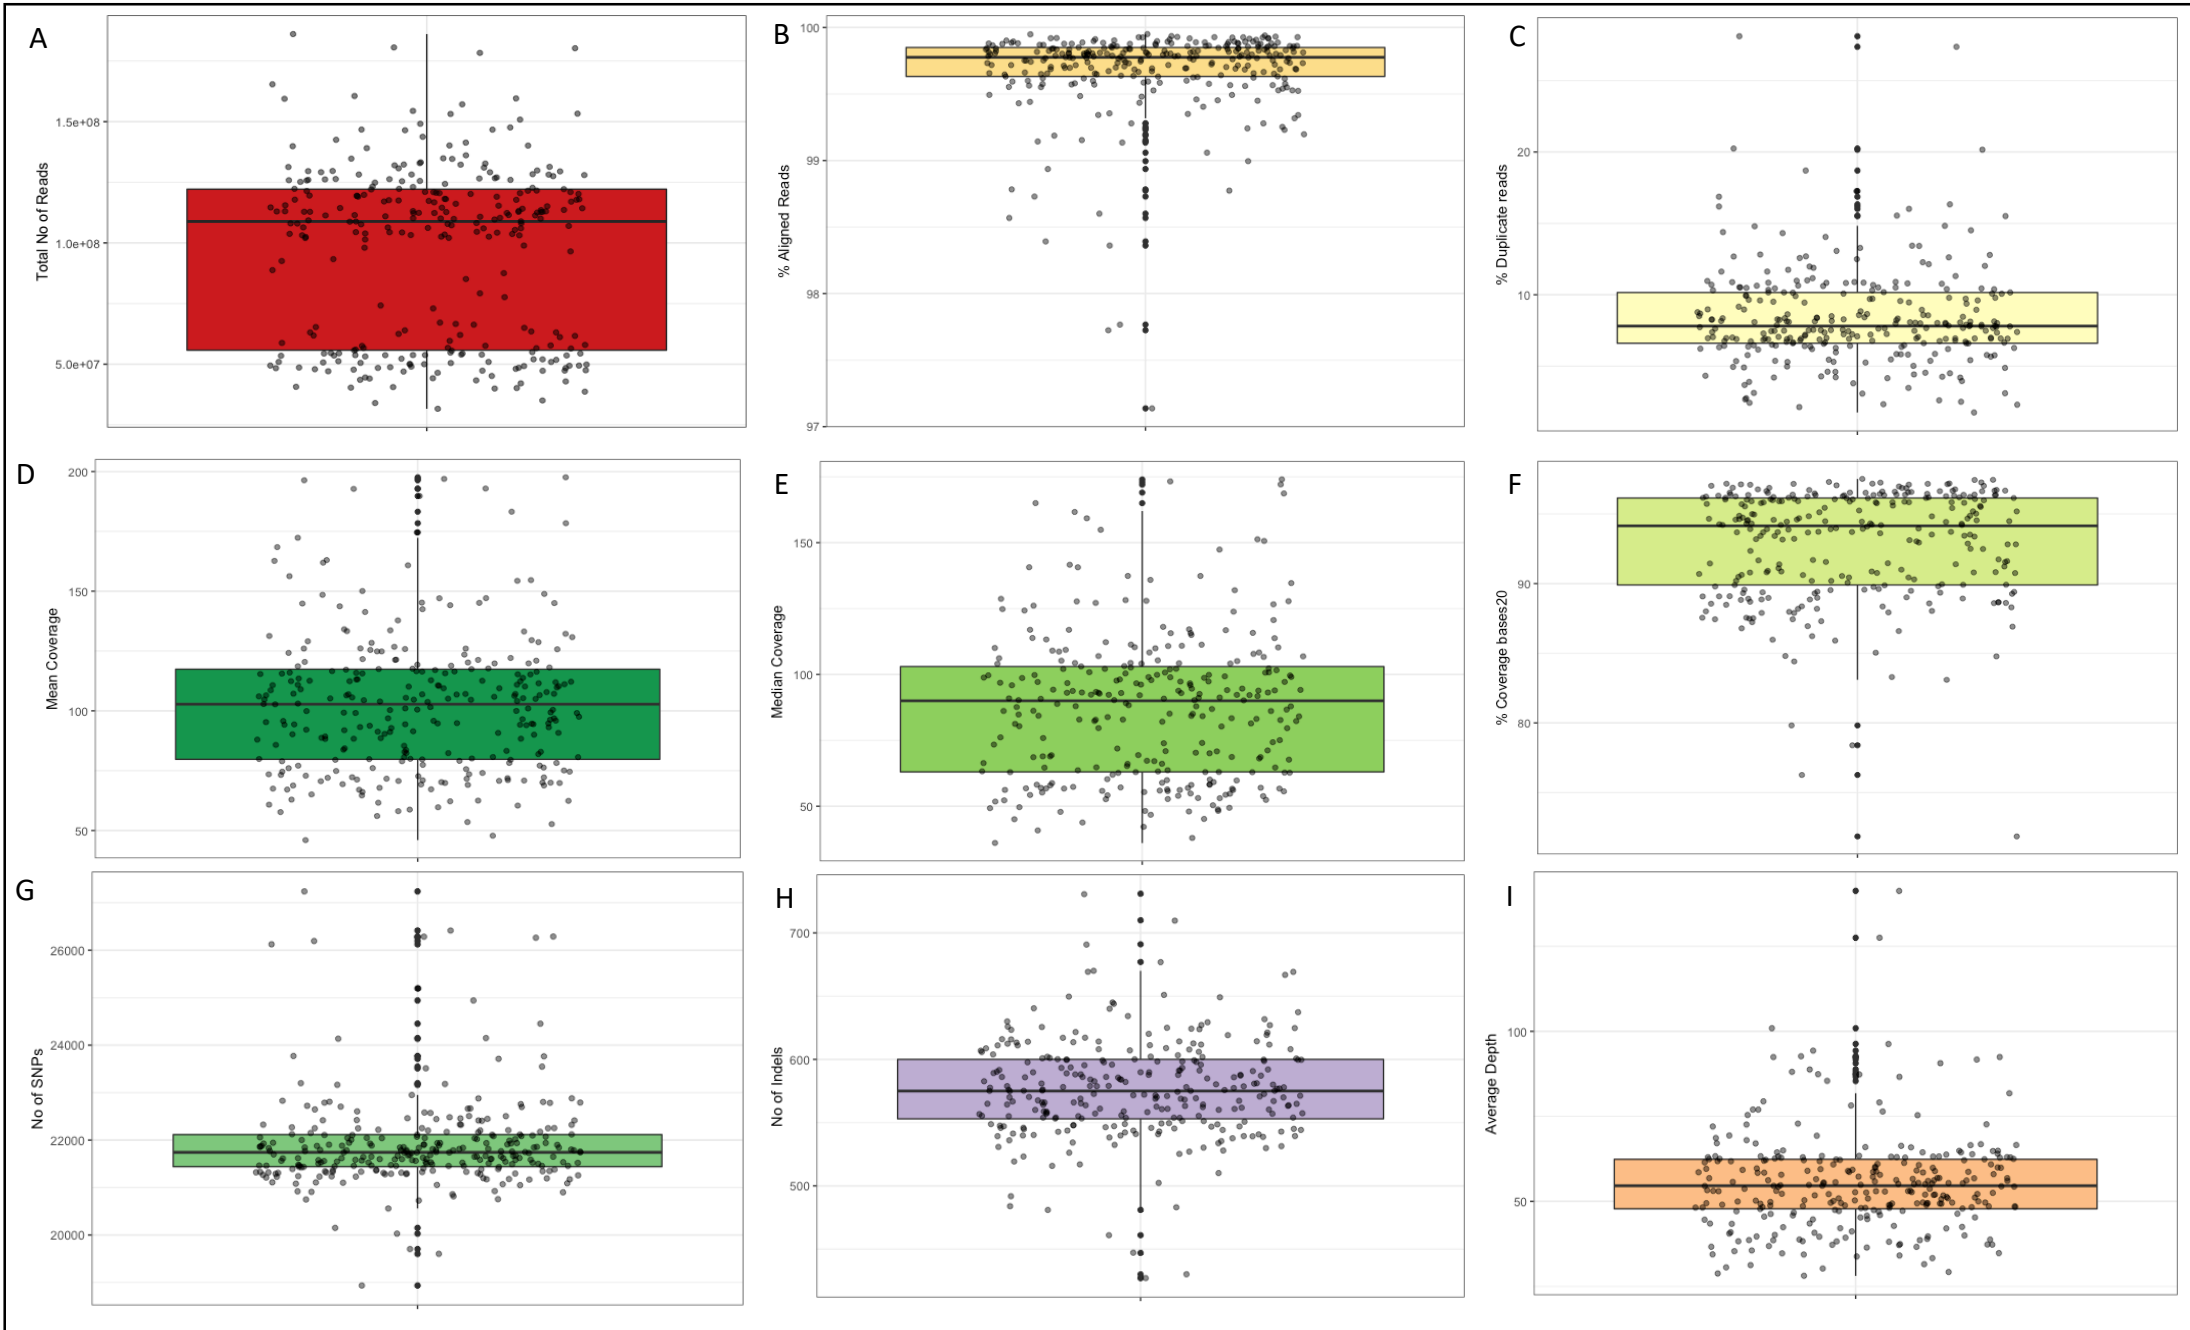 A
Total No of Reads
1.5e+08
1.0e+08
5.0e+07
B
% Aligned Reads
100
99
98
97
C
% Duplicate reads
20
10
D
Mean Coverage
200
150
100
50
E
Median Coverage
150
100
50
F
% Coverage bases20
90
80
G
No of SNPs
26000
24000
22000
20000
H
No of Indels
700
600
500
I
Average Depth
100
50